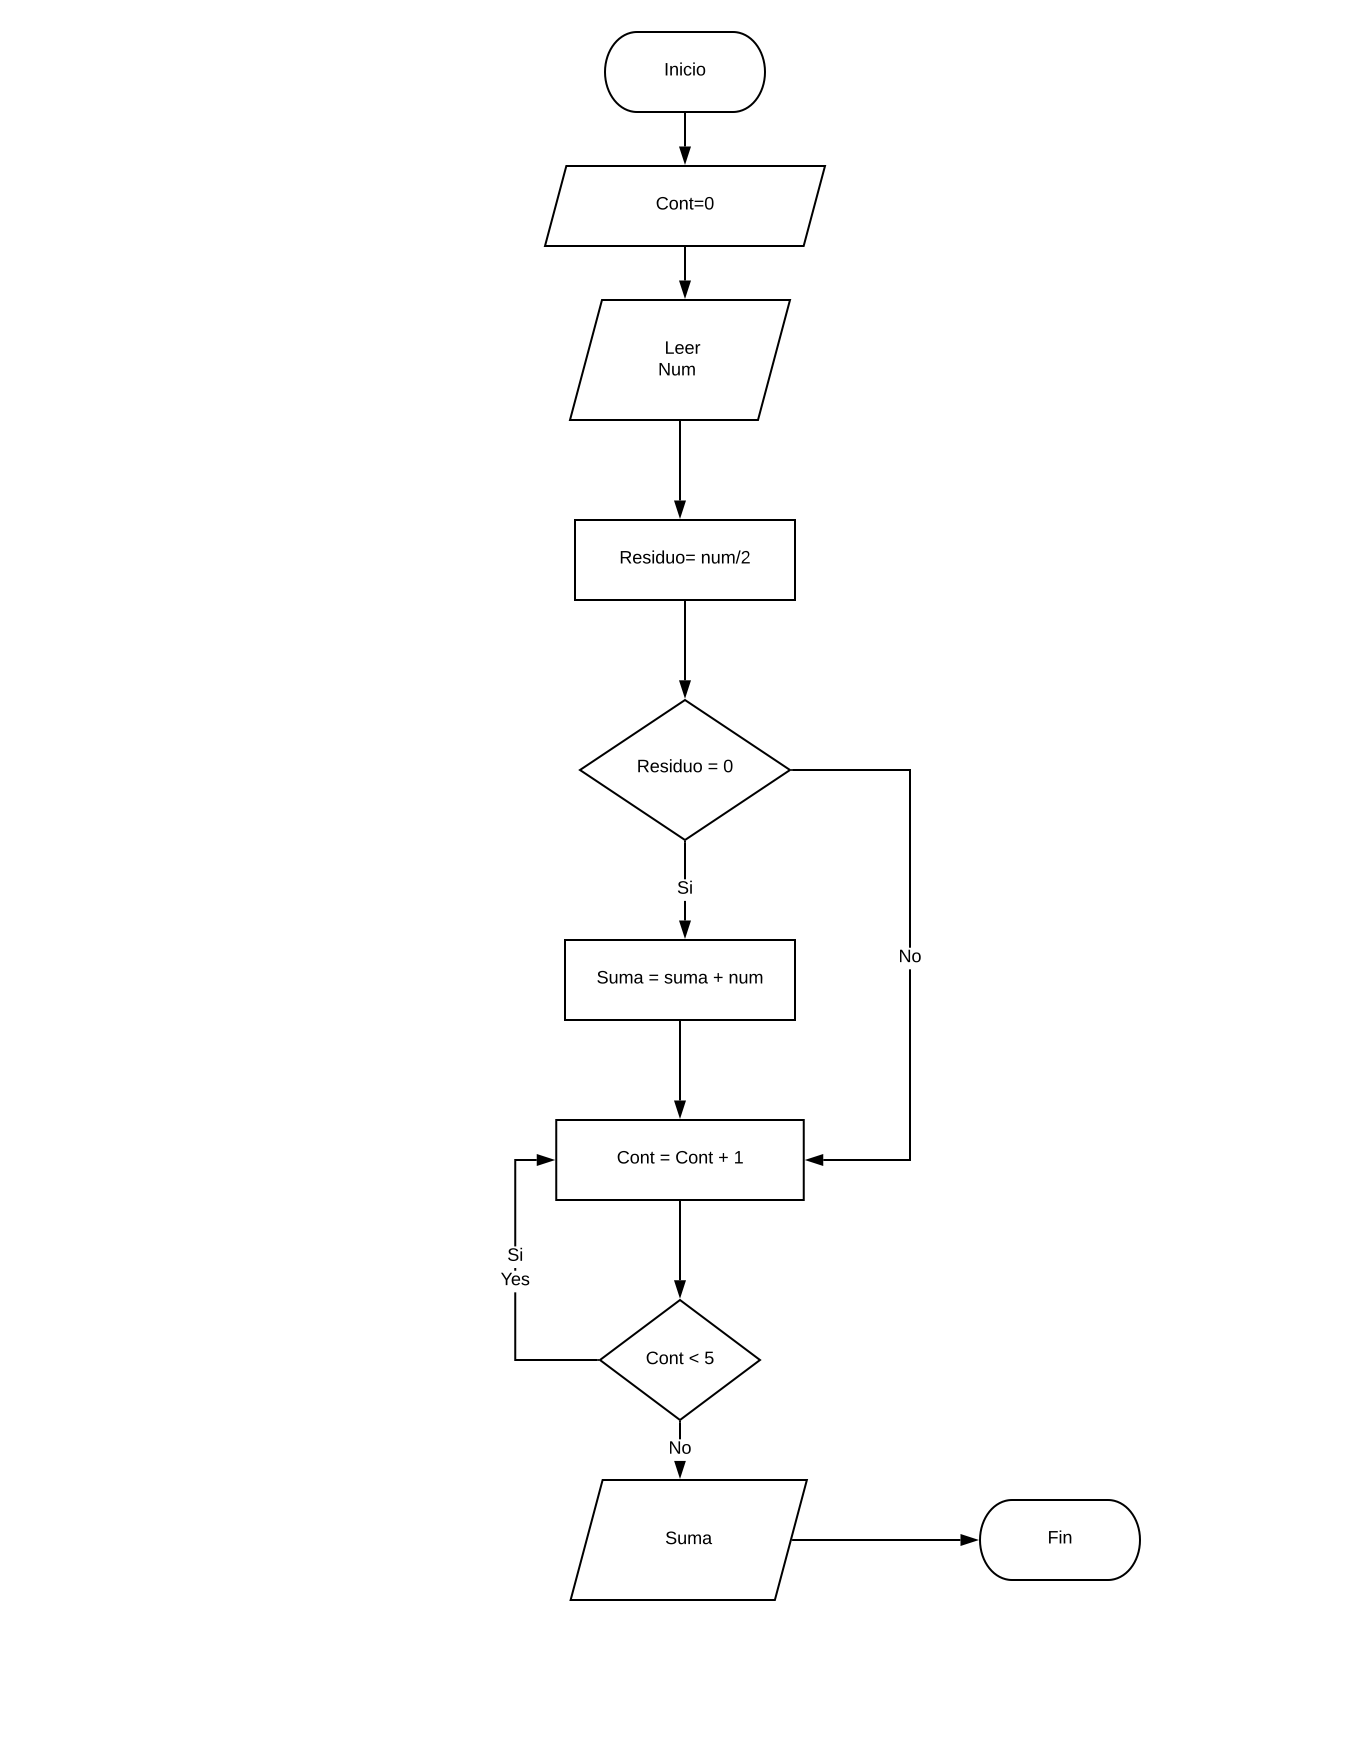 Inicio
Cont=0
Leer
Num
Residuo= num/2
Residuo = 0
Si
Suma = suma + num
No
Cont = Cont + 1
Si
Yes
Cont < 5
No
Suma
Fin